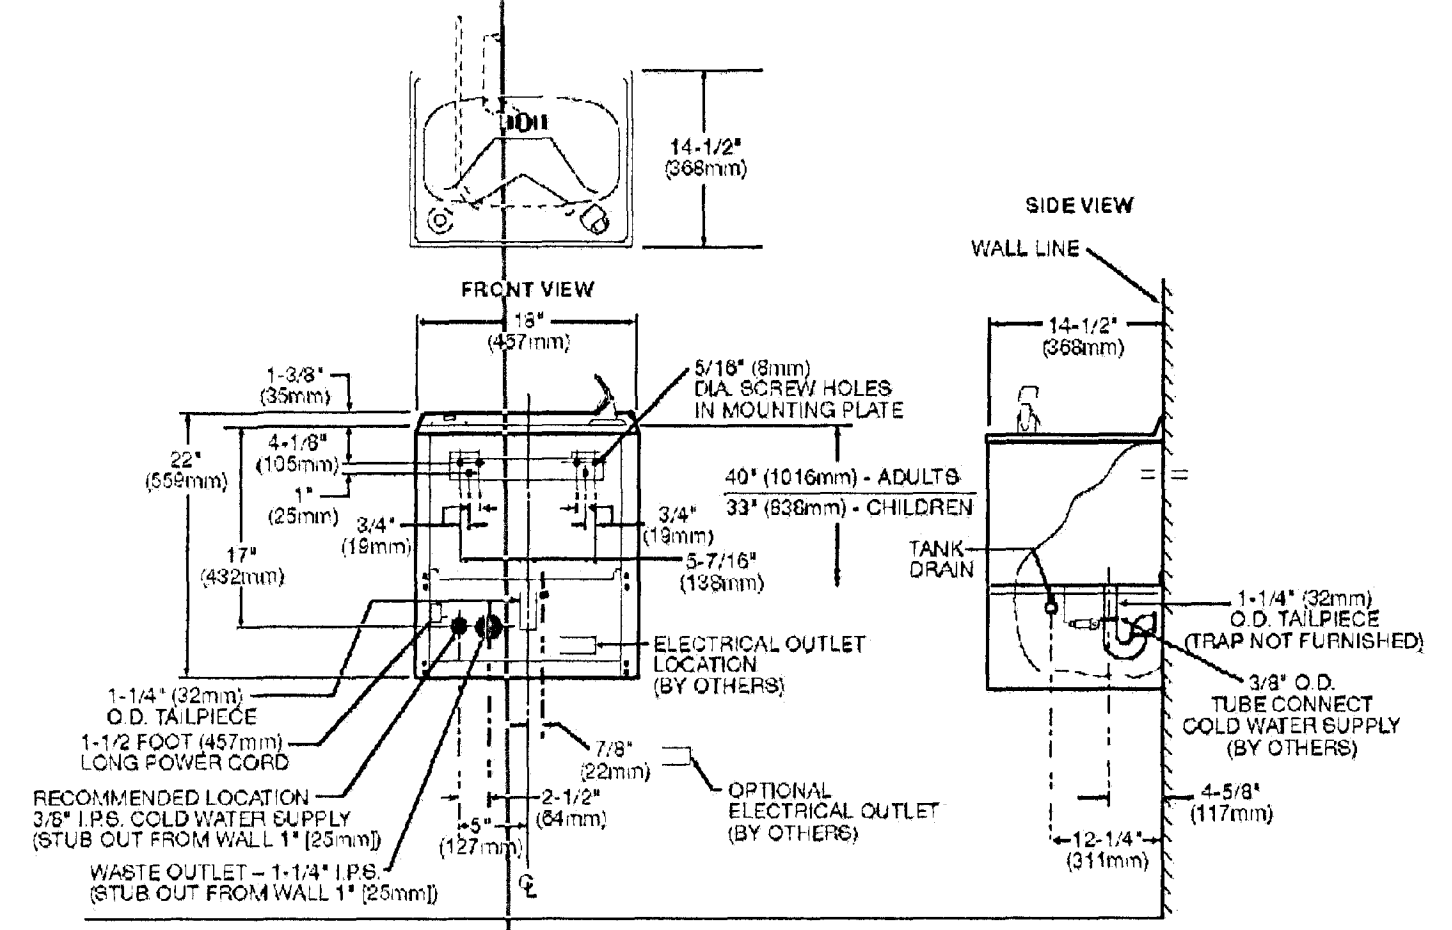 14-1/2"
(368mm)
SIDE VIEW
WALL LINE
FRONT VIEW
18"
(457mm)
14-1/2"
(368mm)
1-3/8"
(35mm)
5/16" (8mm)
DIA. SCREW HOLES
IN MOUNTING PLATE
4-1/8"
(105mm)
22"
(559mm)
1"
(25mm)
40" (1016mm) - ADULTS
33" (838mm) - CHILDREN
3/4"
(19mm)
3/4"
(19mm)
17"
(432mm)
5-7/16"
(138mm)
TANK
DRAIN
1-1/4" (32mm)
O.D. TAILPIECE
(TRAP NOT FURNISHED)
ELECTRICAL OUTLET
LOCATION
(BY OTHERS)
3/8" O.D.
TUBE CONNECT
COLD WATER SUPPLY
(BY OTHERS)
1-1/4" (32mm)
O.D. TAILPIECE
1-1/2 FOOT (457mm)
LONG POWER CORD
7/8"
(22mm)
OPTIONAL
ELECTRICAL OUTLET
(BY OTHERS)
RECOMMENDED LOCATION
3/8" I.P.S. COLD WATER SUPPLY
(STUB OUT FROM WALL 1" [25mm])
2-1/2"
(64mm)
5"
(127mm)
4-5/8"
(117mm)
12-1/4"
(311mm)
WASTE OUTLET – 1-1/4" I.P.S.
(STUB OUT FROM WALL 1" [25mm])
CL